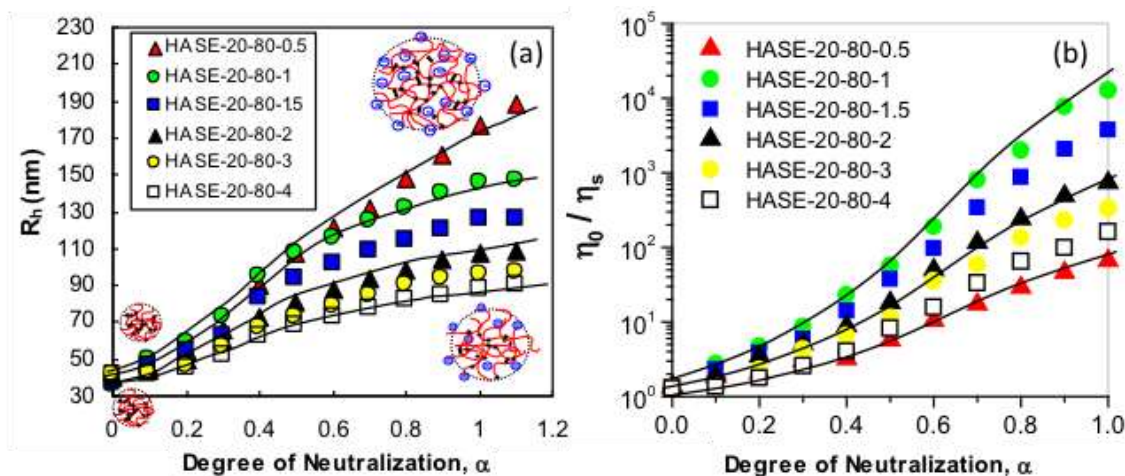 230
210
190
170
150
130
110
90
70
50
30
R_h (nm)
HASE-20-80-0.5
HASE-20-80-1
HASE-20-80-15
HASE-20-80-2
HASE-20-80-3
HASE-20-80-4
(a)
0 0.2 0.4 0.6 0.8 1 1.2
Degree of Neutralization, α
10^5
10^4
10^3
10^2
10^1
10^0
η_0 / η_s
HASE-20-80-0.5
HASE-20-80-1
HASE-20-80-1.5
HASE-20-80-2
HASE-20-80-3
HASE-20-80-4
(b)
0.0 0.2 0.4 0.6 0.8 1.0
Degree of Neutralization, α